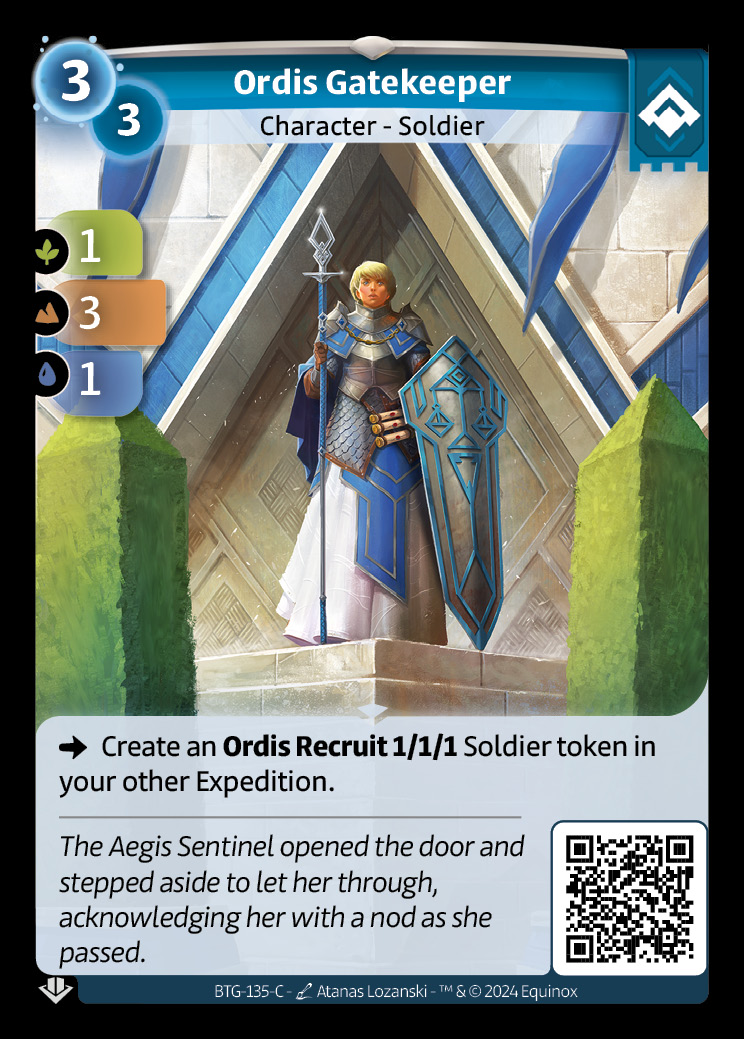 3
Ordis Gatekeeper
3
Character - Soldier
1
3
1
Create an Ordis Recruit 1/1/1 Soldier token in
your other Expedition.
The Aegis Sentinel opened the door and
stepped aside to let her through,
acknowledging her with a nod as she
passed.
BTG-135-C - Atanas Lozanski - ™ & © 2024 Equinox